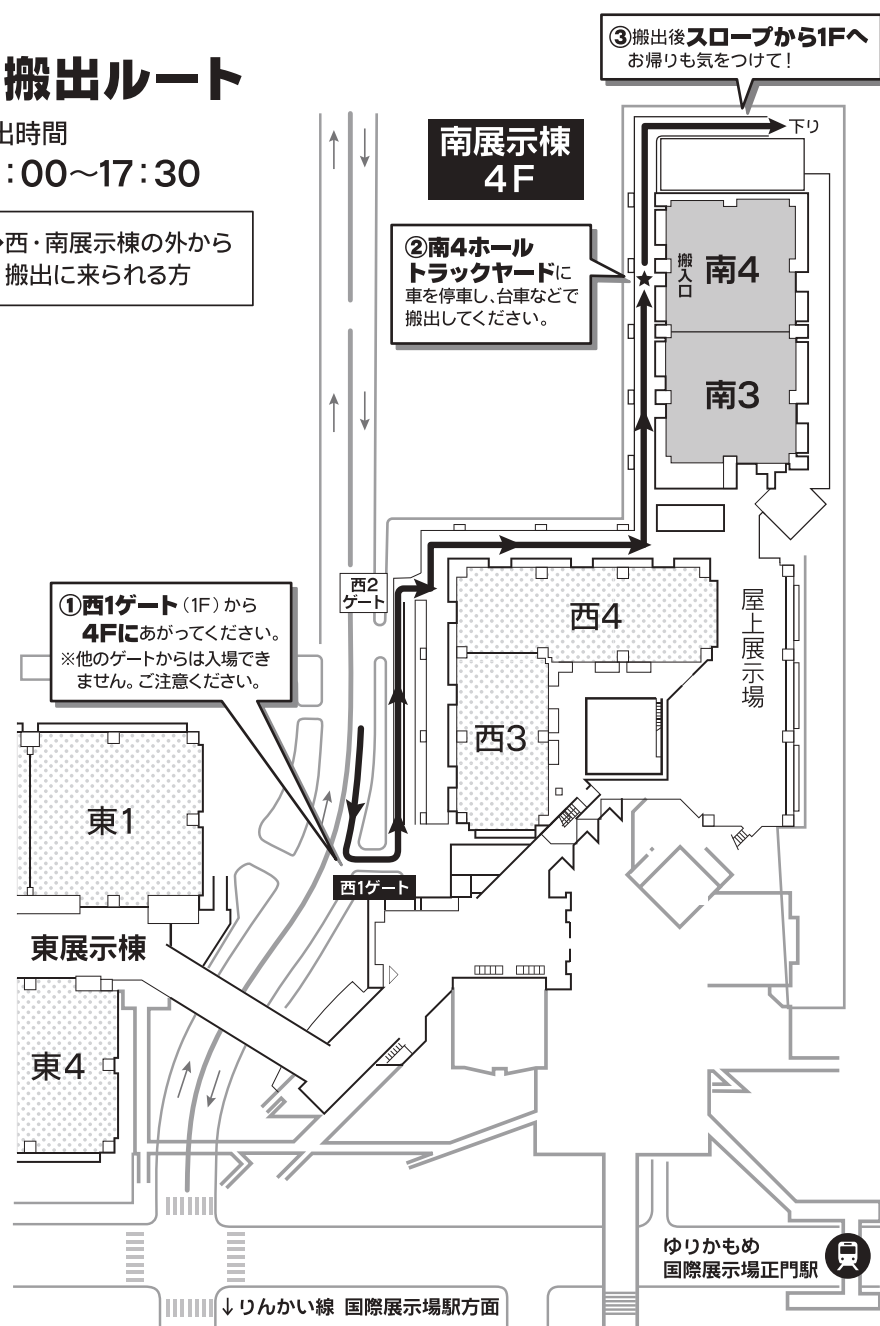 搬出ルート
出時間
:00〜17:30
西・南展示棟の外から
搬出に来られる方
③搬出後スロープから1Fへ
お帰りも気をつけて!
下り
南展示棟
4F
②南4ホール
トラックヤードに
車を停車し、台車などで
搬出してください。
★
搬入口
南4
南3
西2
ゲート
①西1ゲート(1F)から
4Fにあがってください。
※他のゲートからは入場でき
ません。ご注意ください。
西4
屋上展示場
西3
東1
西1ゲート
東展示棟
東4
ゆりかもめ
国際展示場正門駅
↓りんかい線 国際展示場駅方面